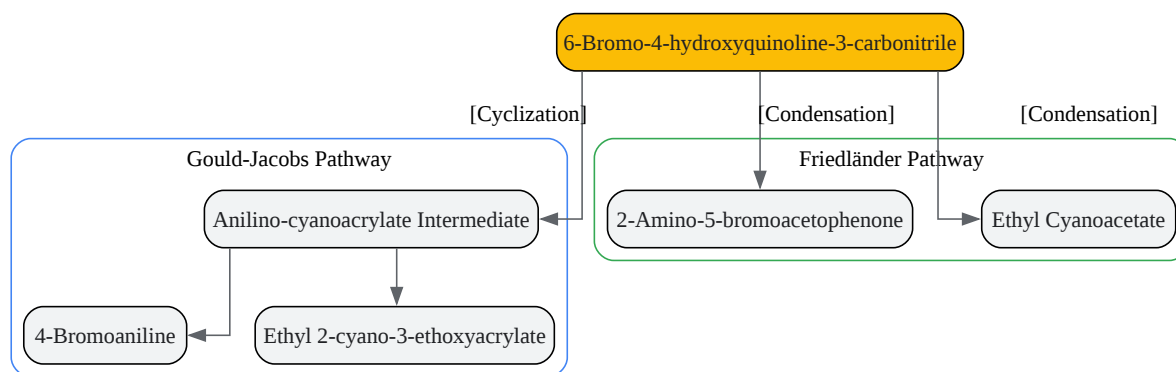 6-Bromo-4-hydroxyquinoline-3-carbonitrile
[Cyclization]
[Condensation]
[Condensation]
Gould-Jacobs Pathway
Friedländer Pathway
Anilino-cyanoacrylate Intermediate
2-Amino-5-bromoacetophenone
Ethyl Cyanoacetate
4-Bromoaniline
Ethyl 2-cyano-3-ethoxyacrylate